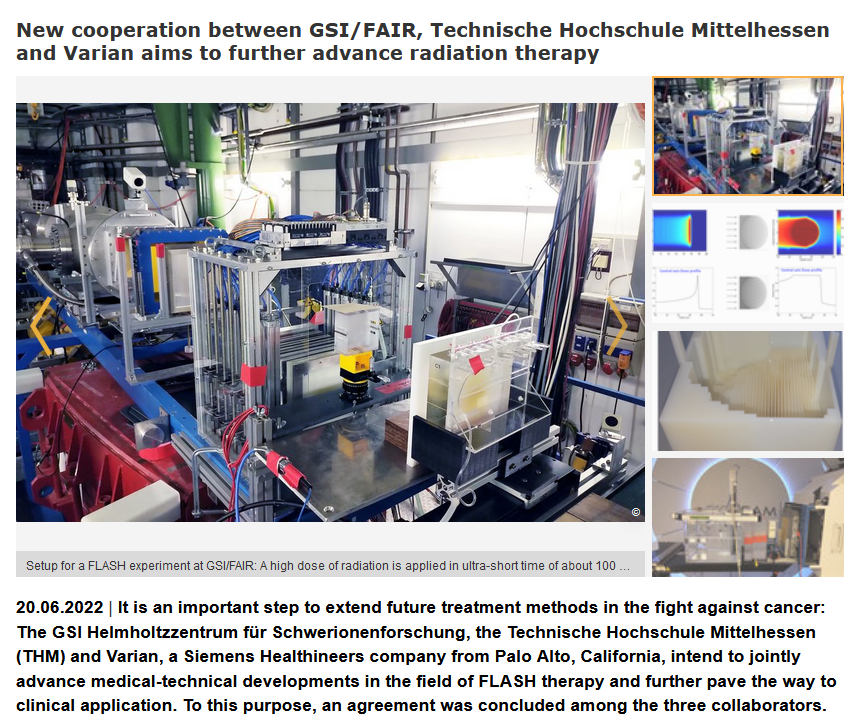 New cooperation between GSI/FAIR, Technische Hochschule Mittelhessen
and Varian aims to further advance radiation therapy
©
Setup for a FLASH experiment at GSI/FAIR: A high dose of radiation is applied in ultra-short time of about 100 ...
20.06.2022 | It is an important step to extend future treatment methods in the fight against cancer:
The GSI Helmholtzzentrum für Schwerionenforschung, the Technische Hochschule Mittelhessen
(THM) and Varian, a Siemens Healthineers company from Palo Alto, California, intend to jointly
advance medical-technical developments in the field of FLASH therapy and further pave the way to
clinical application. To this purpose, an agreement was concluded among the three collaborators.